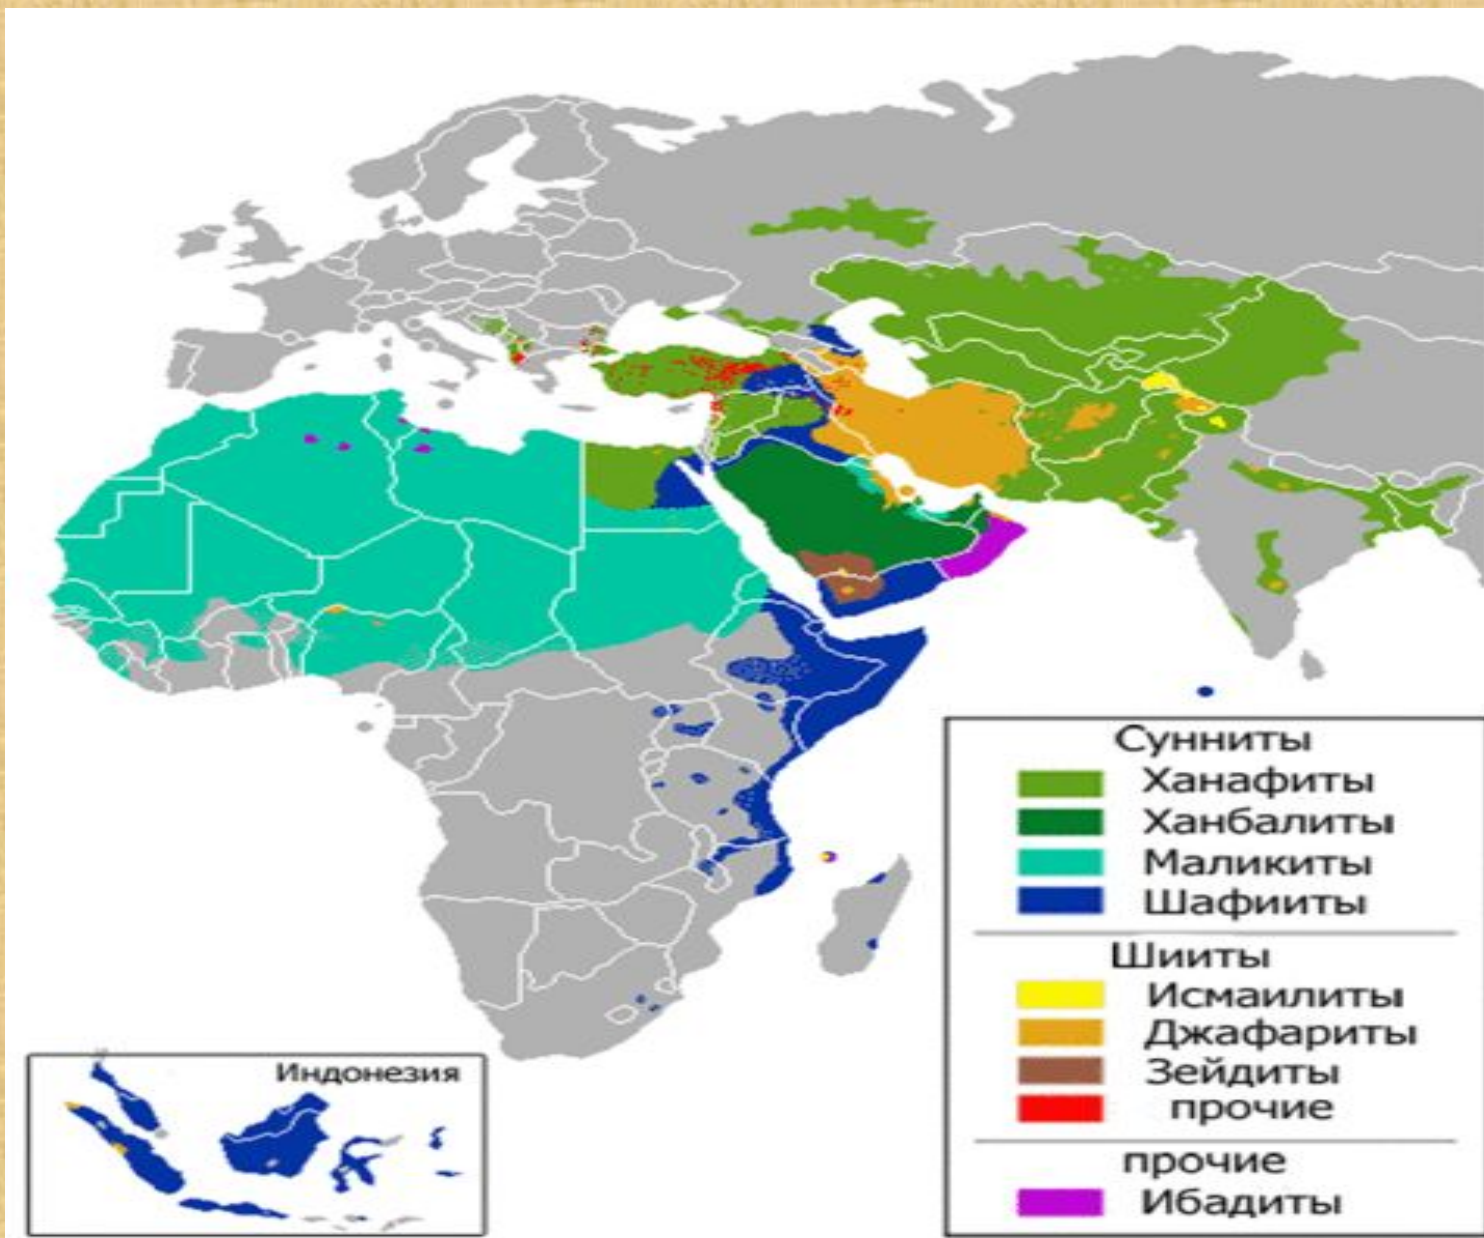 Сунниты
Ханафиты
Ханбалиты
Маликиты
Шафииты
Шииты
Исмаилиты
Джафариты
Зейдиты
прочие
прочие
Ибадиты
Индонезия